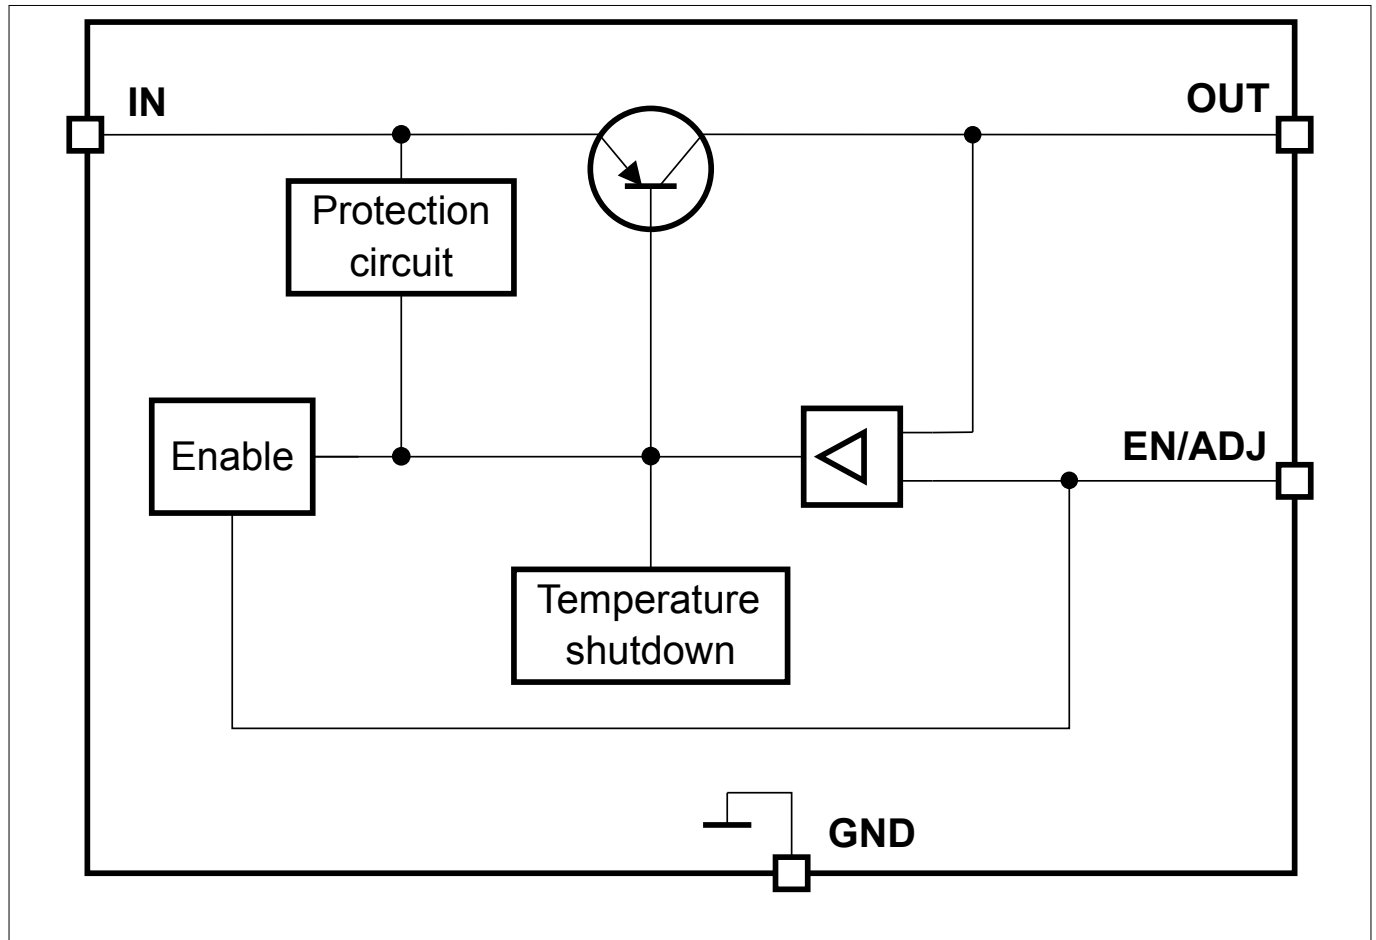 IN
OUT
Protection
circuit
Enable
EN/ADJ
Temperature
shutdown
GND